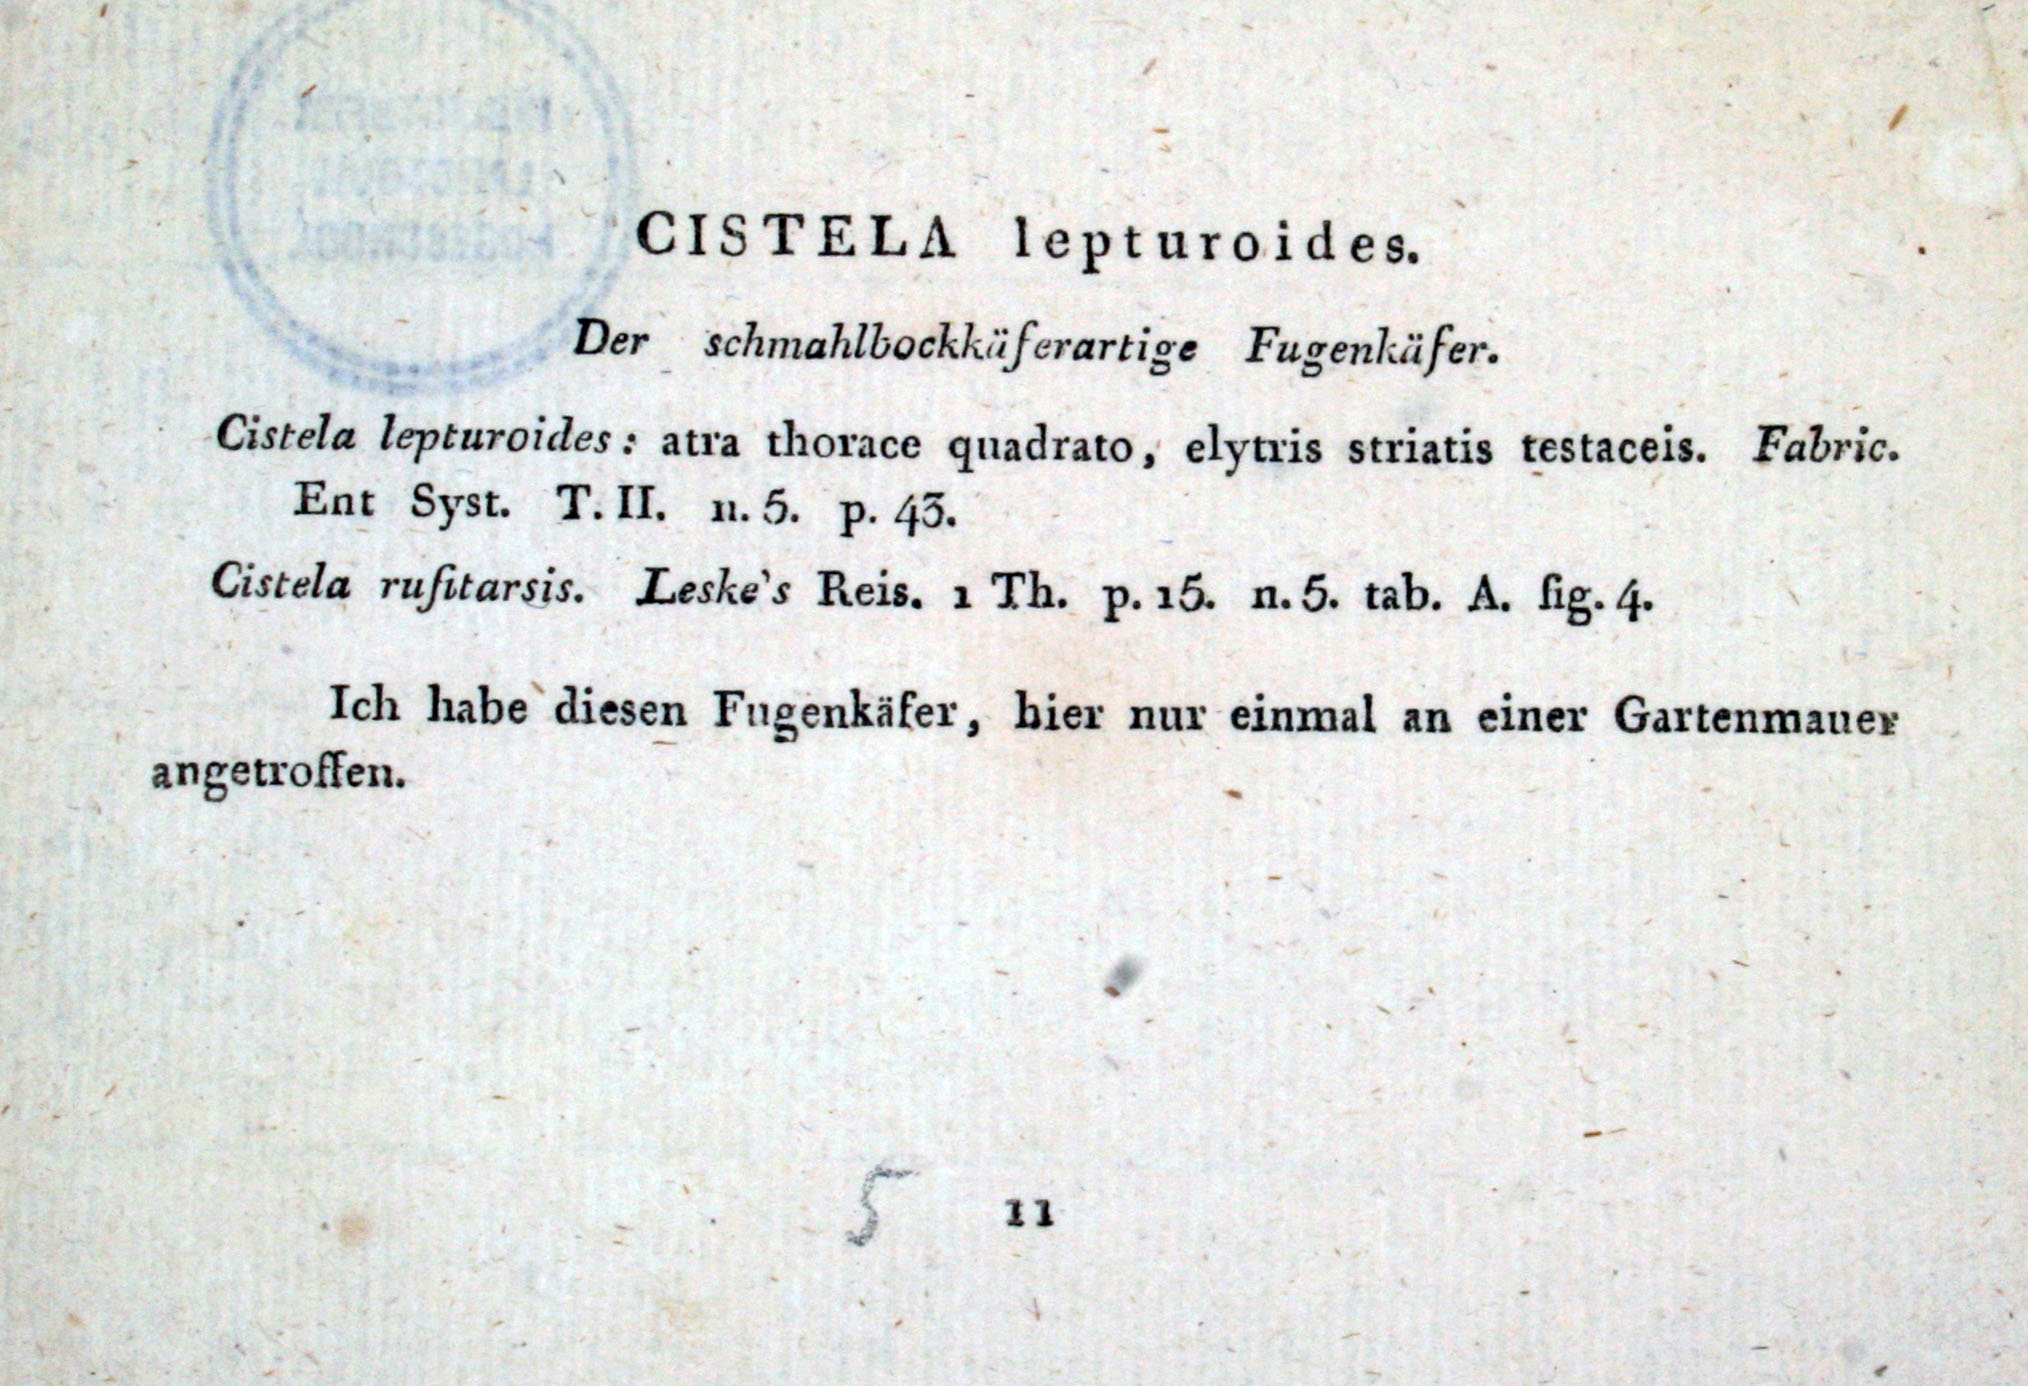 CISTELA lepturoides.
Der schmahlbockkäferartige Fugenkäfer.
Cistela lepturoides: atra thorace quadrato, elytris striatis testaceis. Fabric.
Ent Syst. T. II. n. 5. p. 43.
Cistela rufitarsis. Leske's Reis. 1 Th. p. 15. n. 5. tab. A. fig. 4.
Ich habe diesen Fugenkäfer, hier nur einmal an einer Gartenmauer
angetroffen.
5 11